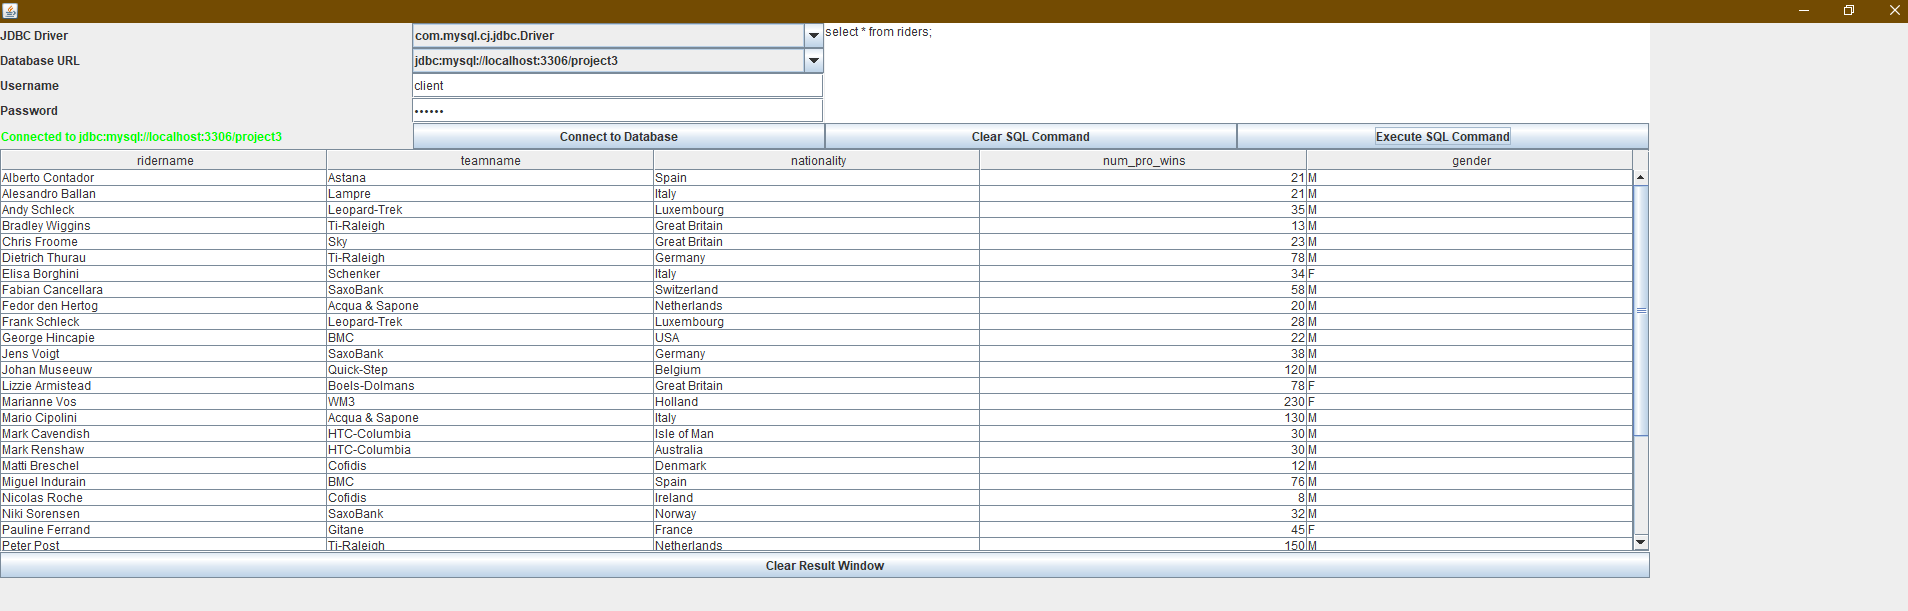 JDBC Driver com.mysql.cj.jdbc.Driver select * from riders;
Database URL jdbc:mysql://localhost:3306/project3
Username client
Password ••••••
Connected to jdbc:mysql://localhost:3306/project3 Connect to Database Clear SQL Command Execute SQL Command
ridername teamname nationality num_pro_wins gender
Alberto Contador Astana Spain 21 M
Alesandro Ballan Lampre Italy 21 M
Andy Schleck Leopard-Trek Luxembourg 35 M
Bradley Wiggins Ti-Raleigh Great Britain 13 M
Chris Froome Sky Great Britain 23 M
Dietrich Thurau Ti-Raleigh Germany 78 M
Elisa Borghini Schenker Italy 34 F
Fabian Cancellara SaxoBank Switzerland 58 M
Fedor den Hertog Acqua & Sapone Netherlands 20 M
Frank Schleck Leopard-Trek Luxembourg 28 M
George Hincapie BMC USA 22 M
Jens Voigt SaxoBank Germany 38 M
Johan Museeuw Quick-Step Belgium 120 M
Lizzie Armistead Boels-Dolmans Great Britain 78 F
Marianne Vos WM3 Holland 230 F
Mario Cipolini Acqua & Sapone Italy 130 M
Mark Cavendish HTC-Columbia Isle of Man 30 M
Mark Renshaw HTC-Columbia Australia 30 M
Matti Breschel Cofidis Denmark 12 M
Miguel Indurain BMC Spain 76 M
Nicolas Roche Cofidis Ireland 8 M
Niki Sorensen SaxoBank Norway 32 M
Pauline Ferrand Gitane France 45 F
Peter Post Ti-Raleigh Netherlands 150 M
Clear Result Window